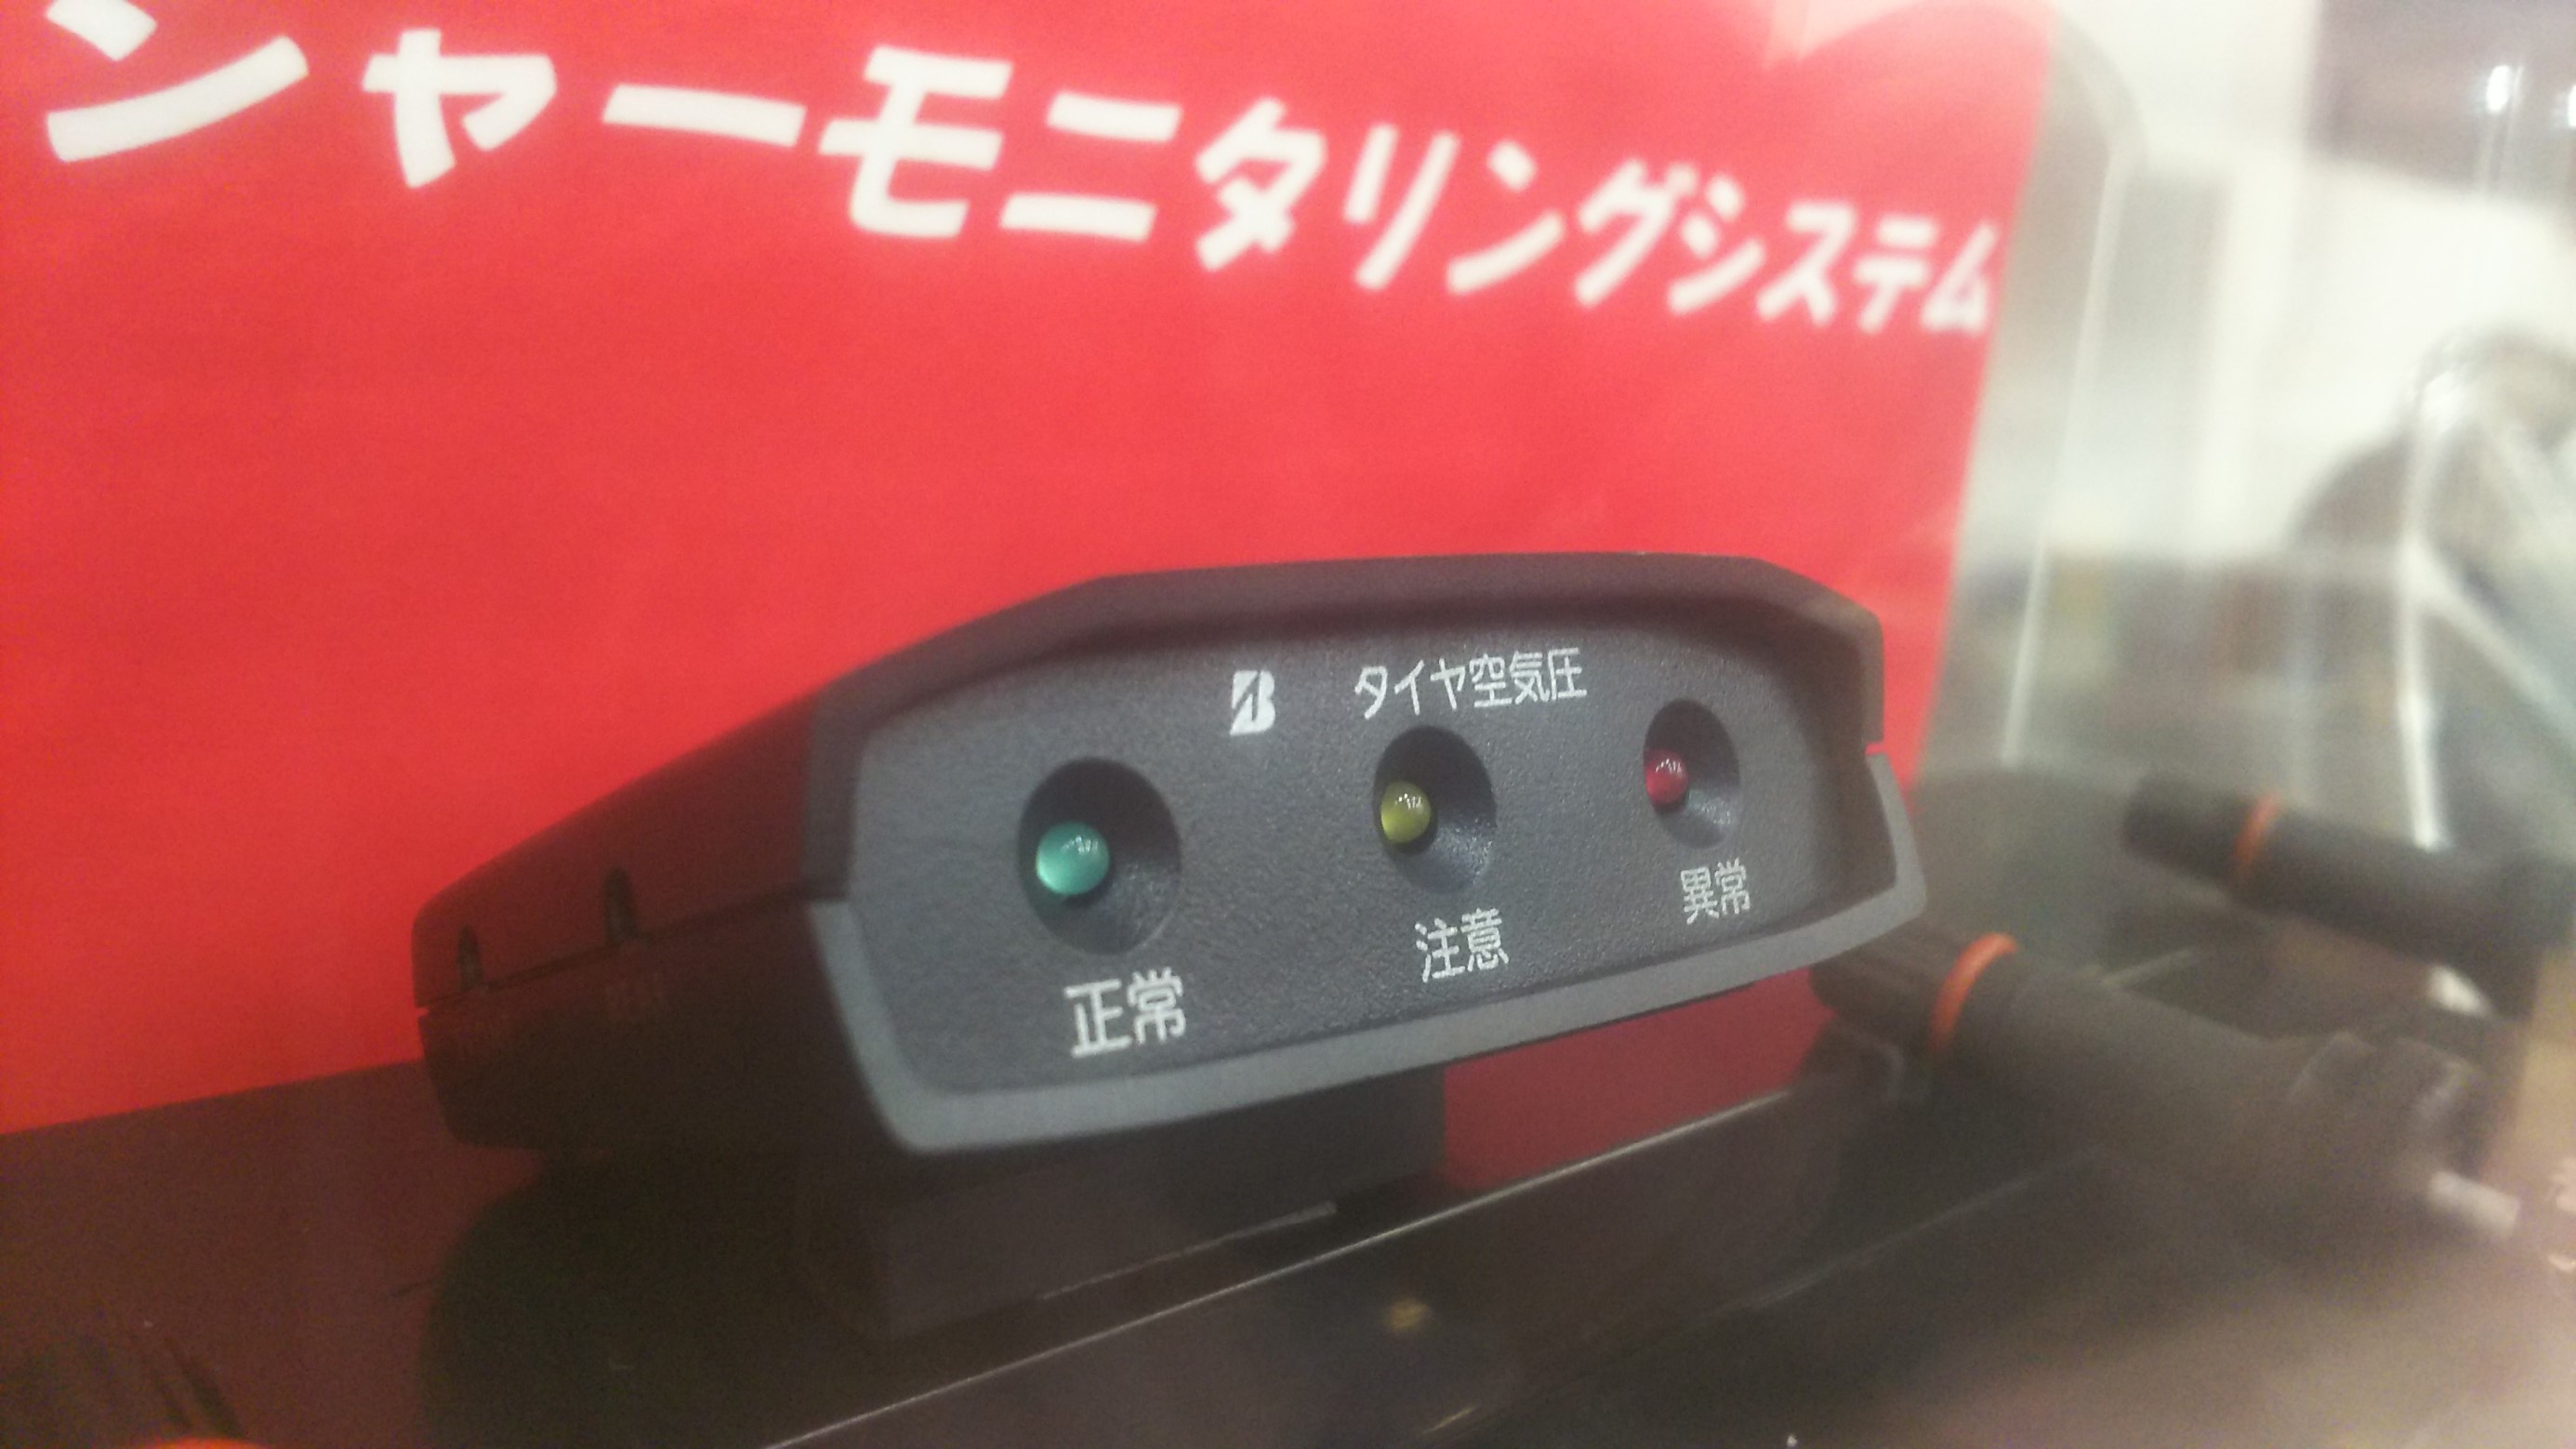 シャーモニタリングシステム
B タイヤ空気圧
正常 注意 異常